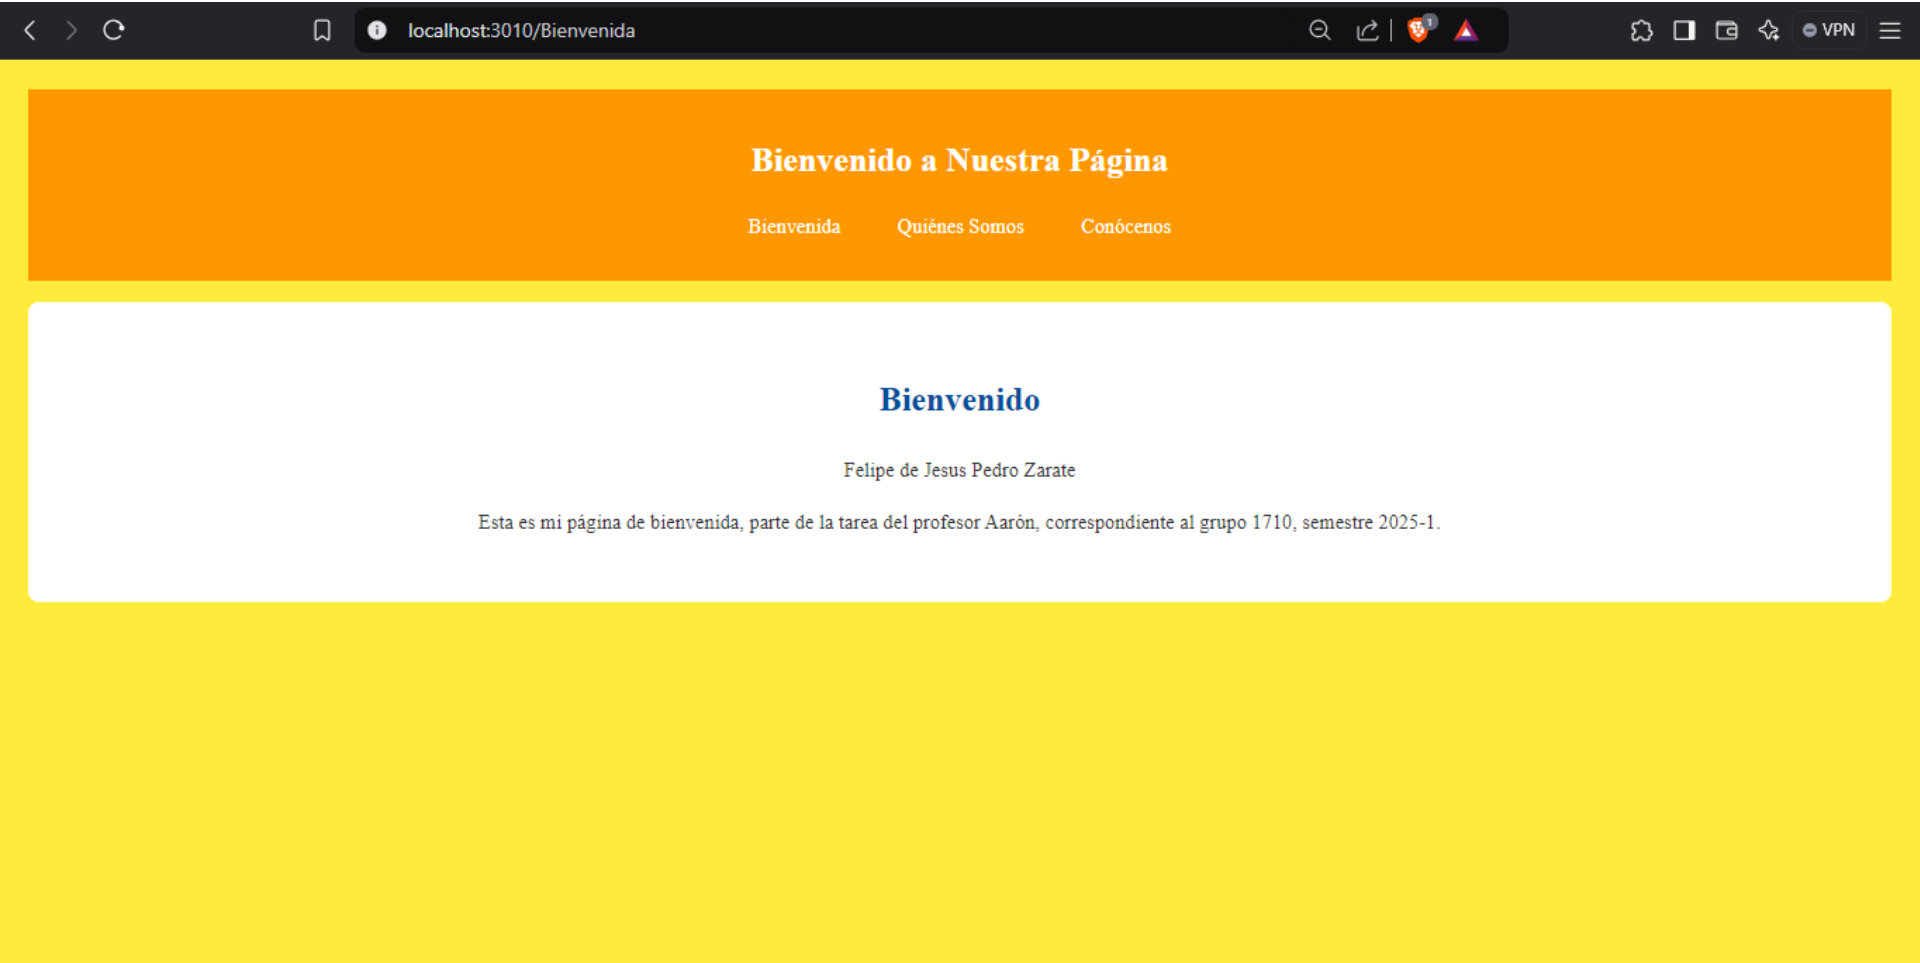 localhost:3010/Bienvenida
1
VPN
Bienvenido a Nuestra Página
Bienvenida Quiénes Somos Conócenos
Bienvenido
Felipe de Jesus Pedro Zarate
Esta es mi página de bienvenida, parte de la tarea del profesor Aarón, correspondiente al grupo 1710, semestre 2025-1.